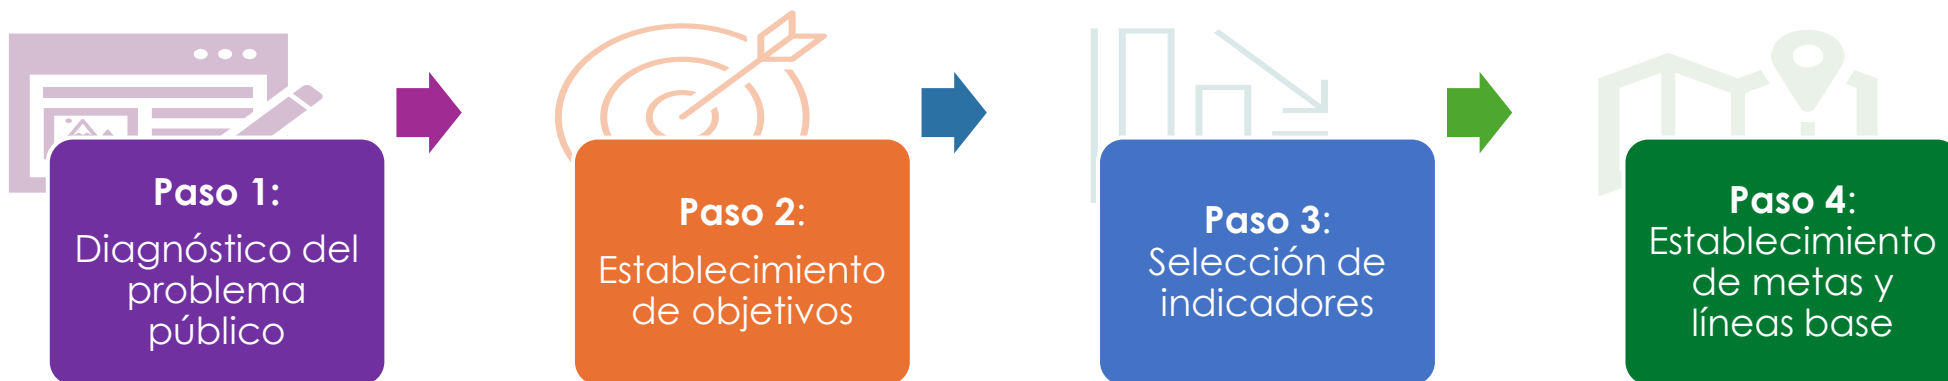 Paso 1:
Diagnóstico del
problema
público
Paso 2:
Establecimiento
de objetivos
Paso 3:
Selección de
indicadores
Paso 4:
Establecimiento
de metas y
líneas base